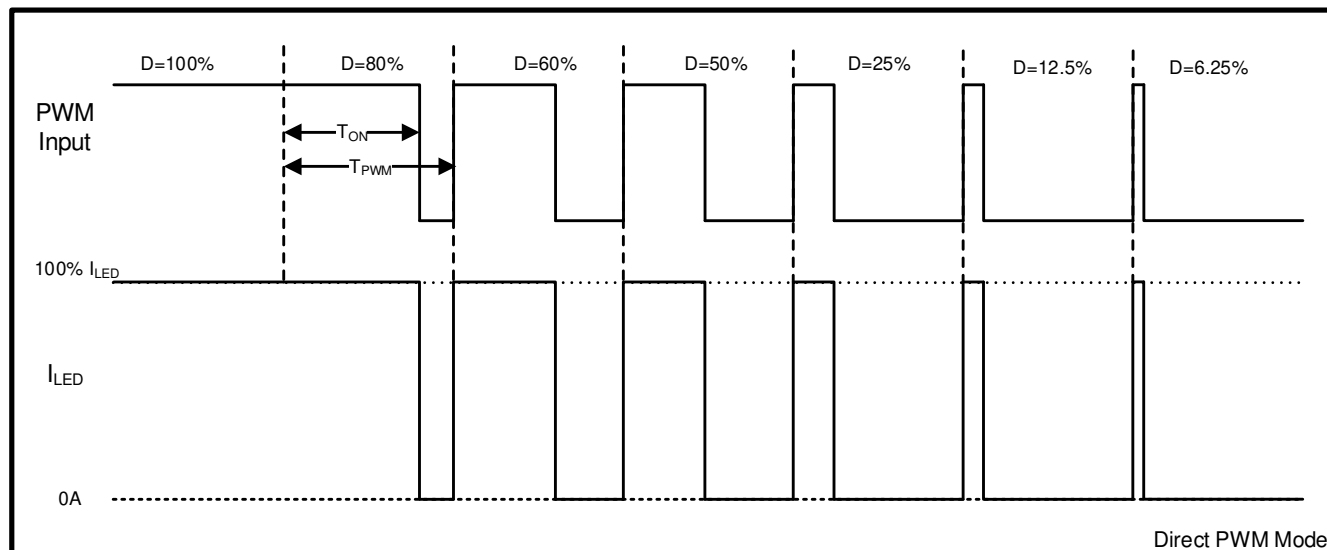 D=100%
D=80%
D=60%
D=50%
D=25%
D=12.5%
D=6.25%
PWM
Input
TON
TPWM
100% ILED
ILED
0A
Direct PWM Mode